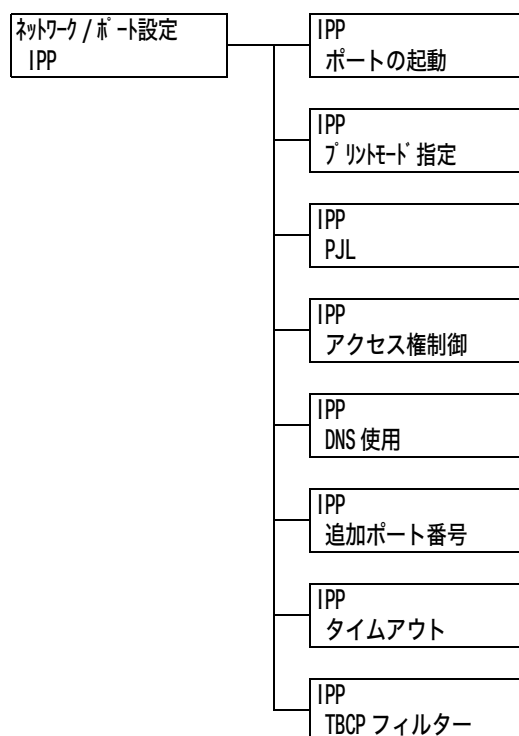 ﾈｯﾄﾜｰｸ / ﾎﾟｰﾄ設定
IPP
IPP
ポートの起動
IPP
ﾌﾟﾘﾝﾄﾓｰﾄﾞ指定
IPP
PJL
IPP
アクセス権制御
IPP
DNS 使用
IPP
追加ポート番号
IPP
タイムアウト
IPP
TBCP フィルター